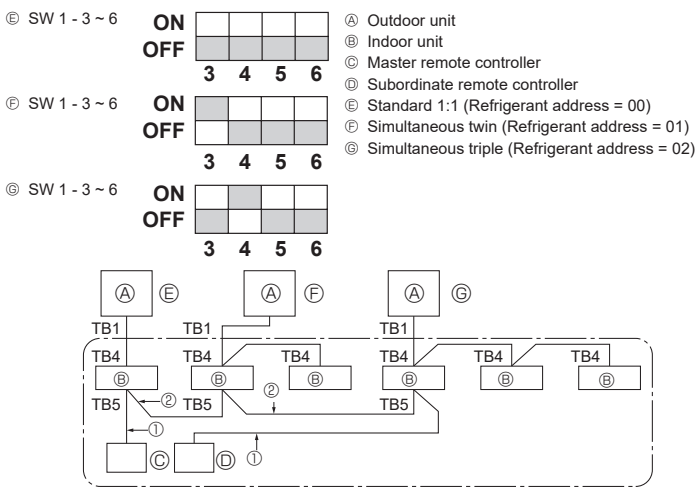 Ⓔ SW 1 - 3 ~ 6
ON
OFF
3 4 5 6
Ⓕ SW 1 - 3 ~ 6
ON
OFF
3 4 5 6
Ⓖ SW 1 - 3 ~ 6
ON
OFF
3 4 5 6
Ⓐ Outdoor unit
Ⓑ Indoor unit
Ⓒ Master remote controller
Ⓓ Subordinate remote controller
Ⓔ Standard 1:1 (Refrigerant address = 00)
Ⓕ Simultaneous twin (Refrigerant address = 01)
Ⓖ Simultaneous triple (Refrigerant address = 02)
Ⓐ Ⓔ Ⓐ Ⓕ Ⓐ Ⓖ
TB1 TB1 TB1
TB4 TB4 TB4 TB4 TB4 TB4
Ⓑ Ⓑ Ⓑ Ⓑ Ⓑ Ⓑ
② ②
TB5 TB5 TB5
① ①
Ⓒ Ⓓ